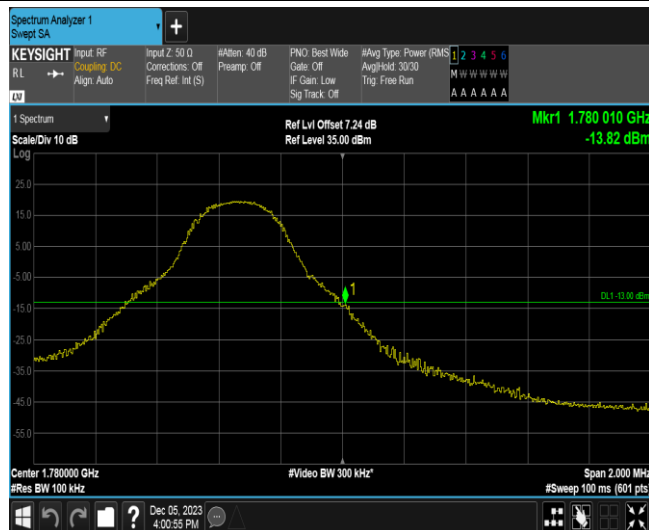 Spectrum Analyzer 1
Swept SA
+
KEYSIGHT Input: RF Input Z: 50 Ω #Atten: 40 dB PNO: Best Wide #Avg Type: Power (RMS 1 2 3 4 5 6
RL Coupling: DC Corrections: Off Preamp: Off Gate: Off Avg|Hold: 30/30 M W W W W W
Align: Auto Freq Ref: Int (S) IF Gain: Low Trig: Free Run
LXI Sig Track: Off A A A A A A
1 Spectrum Ref Lvl Offset 7.24 dB Mkr1 1.780 010 GHz
Scale/Div 10 dB Ref Level 35.00 dBm -13.82 dBm
Log
25.0
15.0
5.00
-5.00
1
DL1 -13.00 dBm
-15.0
-25.0
-35.0
-45.0
-55.0
Center 1.780000 GHz #Video BW 300 kHz* Span 2.000 MHz
#Res BW 100 kHz #Sweep 100 ms (601 pts)
? Dec 05, 2023
4:00:55 PM